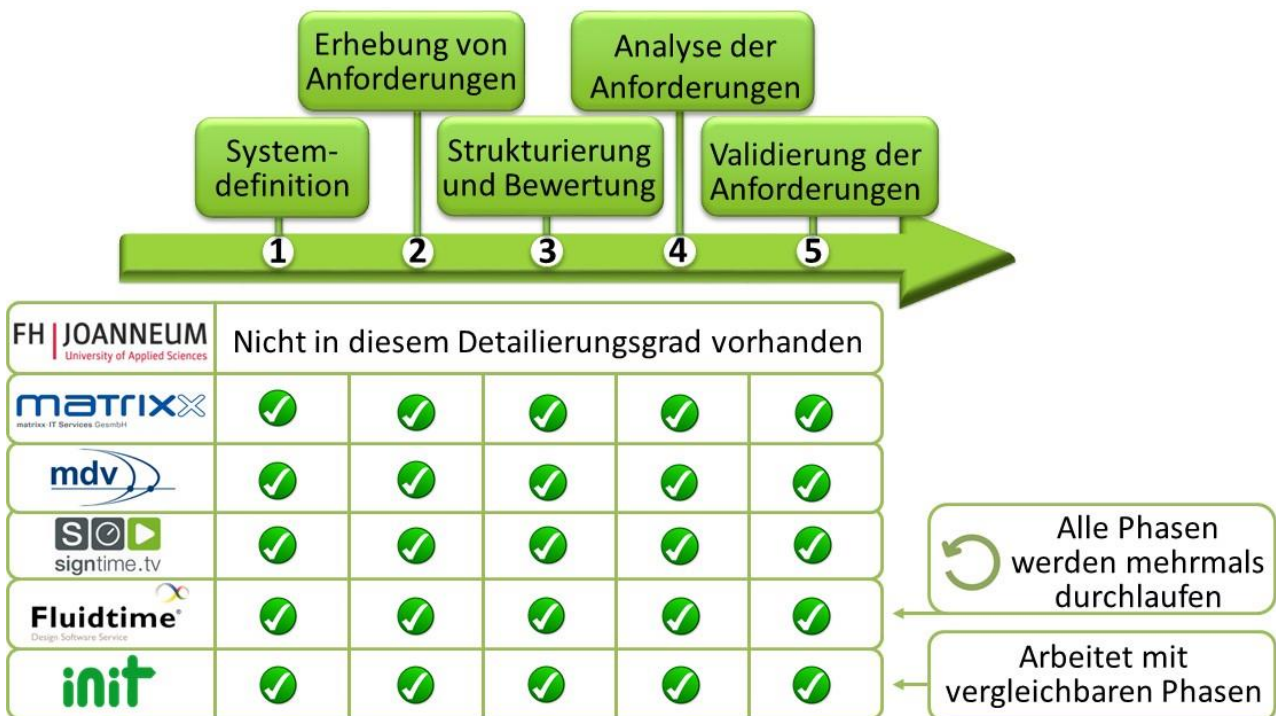 Erhebung von
Anforderungen
Analyse der
Anforderungen
System-
definition
Strukturierung
und Bewertung
Validierung der
Anforderungen
1 2 3 4 5
FH | JOANNEUM
University of Applied Sciences
Nicht in diesem Detailierungsgrad vorhanden
matrixx
matrixx-IT Services GesmbH
mdv
S
signtime.tv
Fluidtime®
Design Software Service
init
Alle Phasen
werden mehrmals
durchlaufen
Arbeitet mit
vergleichbaren Phasen